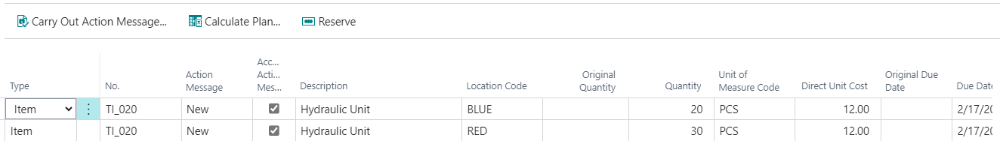 Carry Out Action Message... Calculate Plan... Reserve
Type No. Action Message Acc... Acti... Mes... Description Location Code Original Quantity Quantity Unit of Measure Code Direct Unit Cost Original Due Date Due Date
Item TI_020 New Hydraulic Unit BLUE 20 PCS 12.00 2/17/20
Item TI_020 New Hydraulic Unit RED 30 PCS 12.00 2/17/20